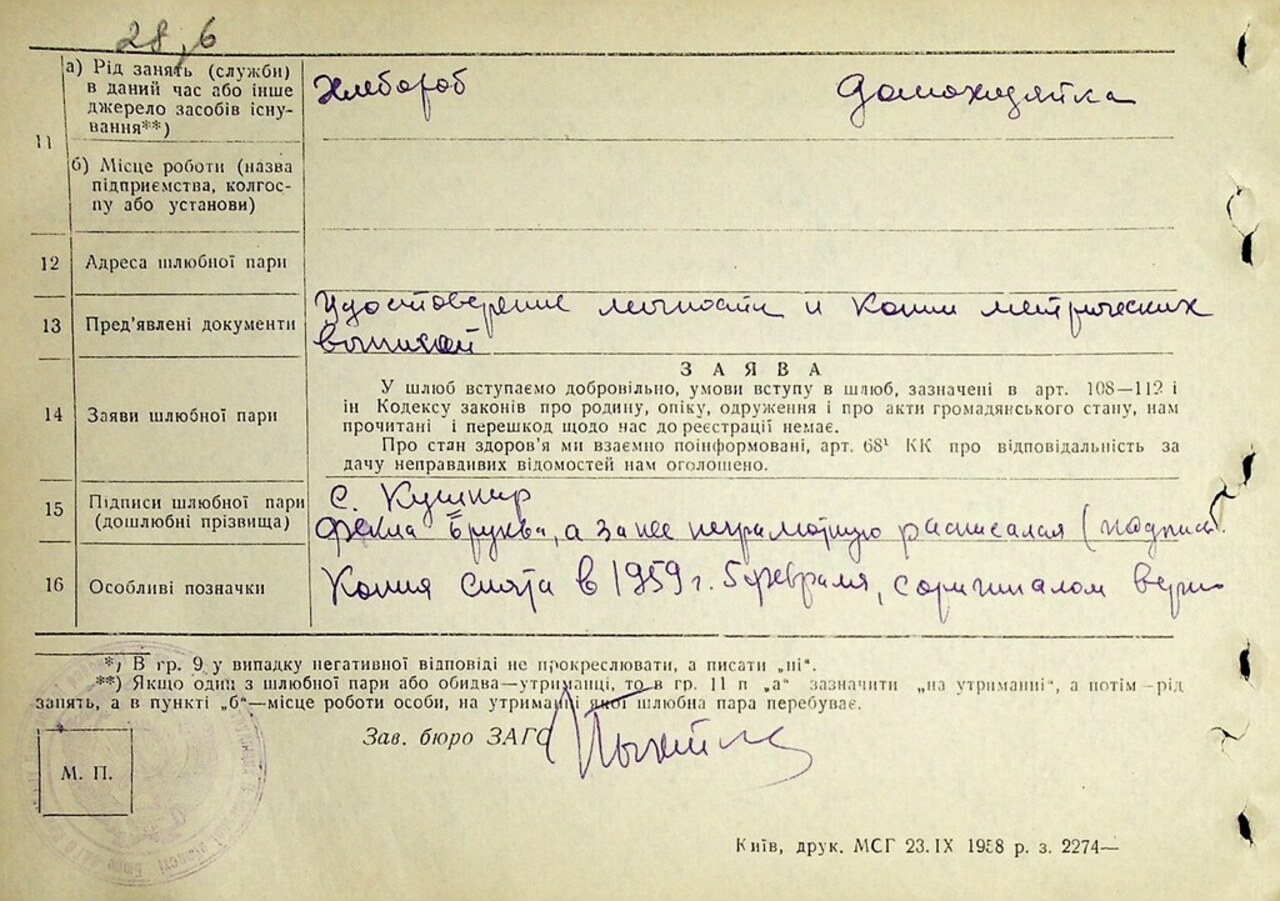 28,6
11
а) Рід занять (служби)
в даний час або інше
джерело засобів існу-
вання**)
Хлебороб Домохазяйка
б) Місце роботи (назва
підприємства, колгос-
пу або установи)
12 Адреса шлюбної пари
13 Пред'явлені документи
Удостоверение личности и копии метрических
выписей
14 Заяви шлюбної пари
ЗАЯВА
У шлюб вступаємо добровільно, умови вступу в шлюб, зазначені в арт. 108—112 і
ін Кодексу законів про родину, опіку, одруження і про акти громадянського стану, нам
прочитані і перешкод щодо нас до реєстрації немає.
Про стан здоров'я ми взаємно поінформовані, арт. 68¹ КК про відповідальність за
дачу неправдивих відомостей нам оголошено.
15 Підписи шлюбної пари
(дошлюбні прізвища)
С. Кушнир
Фекла Бруква, а за нее неграмотную расписался (подпись).
16 Особливі позначки
Копия снята в 1959 г. 5 февраля, с оригиналом верно
*) В гр. 9 у випадку негативної відповіді не прокреслювати, а писати „ні“.
**) Якщо один з шлюбної пари або обидва—утриманці, то в гр. 11 п „а“ зазначити „на утриманні“, а потім—рід
занять, а в пункті „б“—місце роботи особи, на утриманні якої шлюбна пара перебуває.
Зав. бюро ЗАГС
М. П.
Київ, друк. МСГ 23.IX 1958 р. з. 2274—